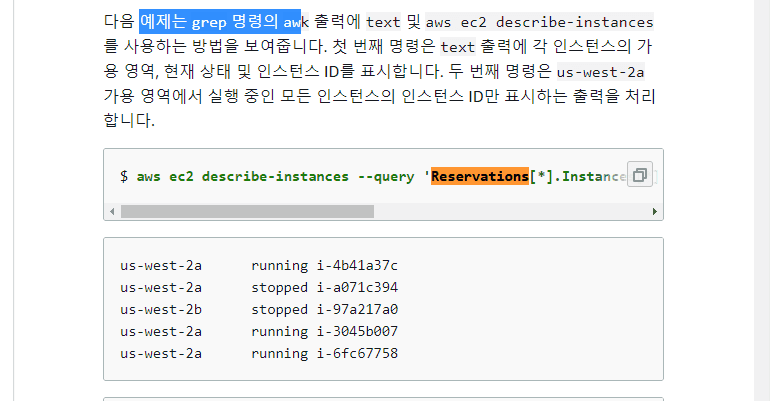 다음 예제는 grep 명령의 awk 출력에 text 및 aws ec2 describe-instances
를 사용하는 방법을 보여줍니다. 첫 번째 명령은 text 출력에 각 인스턴스의 가
용 영역, 현재 상태 및 인스턴스 ID를 표시합니다. 두 번째 명령은 us-west-2a
가용 영역에서 실행 중인 모든 인스턴스의 인스턴스 ID만 표시하는 출력을 처리
합니다.
$ aws ec2 describe-instances --query 'Reservations[*].Instance
us-west-2a running i-4b41a37c
us-west-2a stopped i-a071c394
us-west-2b stopped i-97a217a0
us-west-2a running i-3045b007
us-west-2a running i-6fc67758